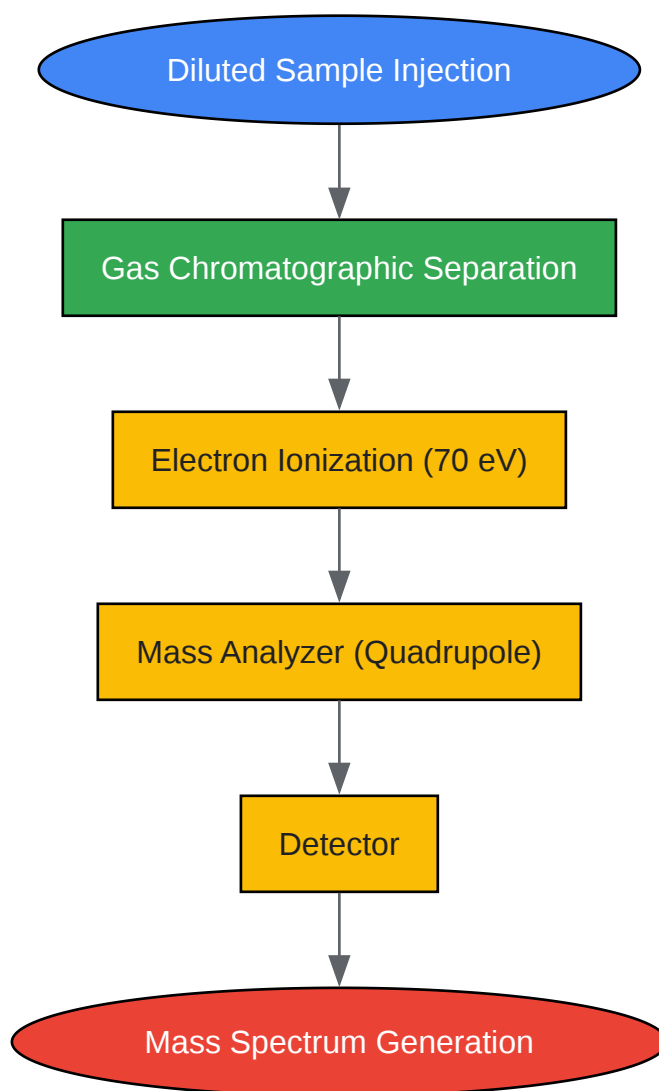 Diluted Sample Injection
Gas Chromatographic Separation
Electron Ionization (70 eV)
Mass Analyzer (Quadrupole)
Detector
Mass Spectrum Generation